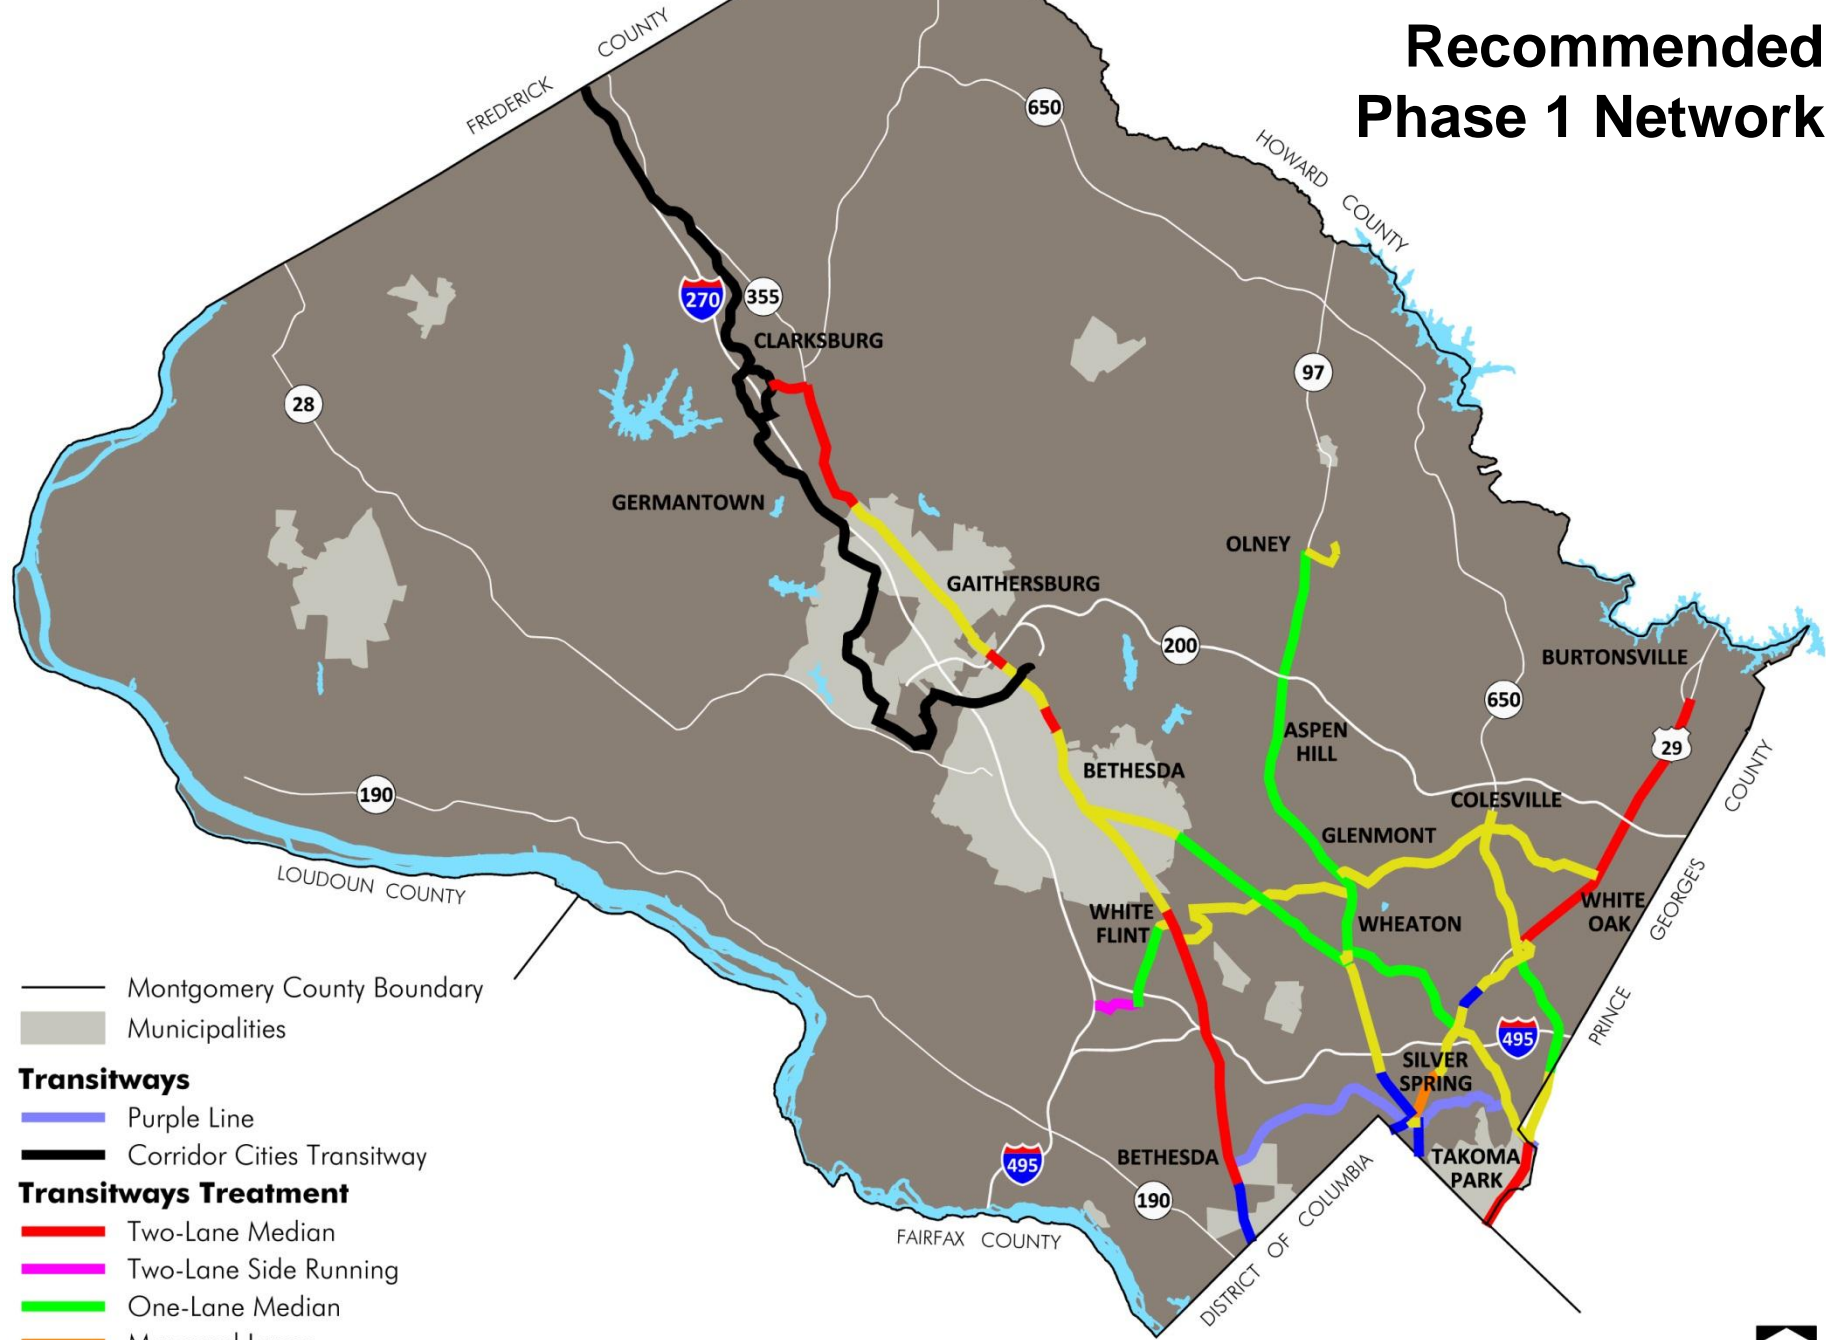 Recommended
Phase 1 Network
FREDERICK COUNTY
650
HOWARD COUNTY
270
355
CLARKSBURG
97
28
GERMANTOWN
OLNEY
GAITHERSBURG
200
BURTONSVILLE
650
ASPEN
HILL
29
BETHESDA
190
COLESVILLE
GLENMONT
LOUDOUN COUNTY
WHITE
OAK
WHITE
FLINT
WHEATON
PRINCE GEORGE'S COUNTY
495
SILVER
SPRING
BETHESDA
495
TAKOMA
PARK
190
FAIRFAX COUNTY
DISTRICT OF COLUMBIA
Montgomery County Boundary
Municipalities
Transitways
Purple Line
Corridor Cities Transitway
Transitways Treatment
Two-Lane Median
Two-Lane Side Running
One-Lane Median